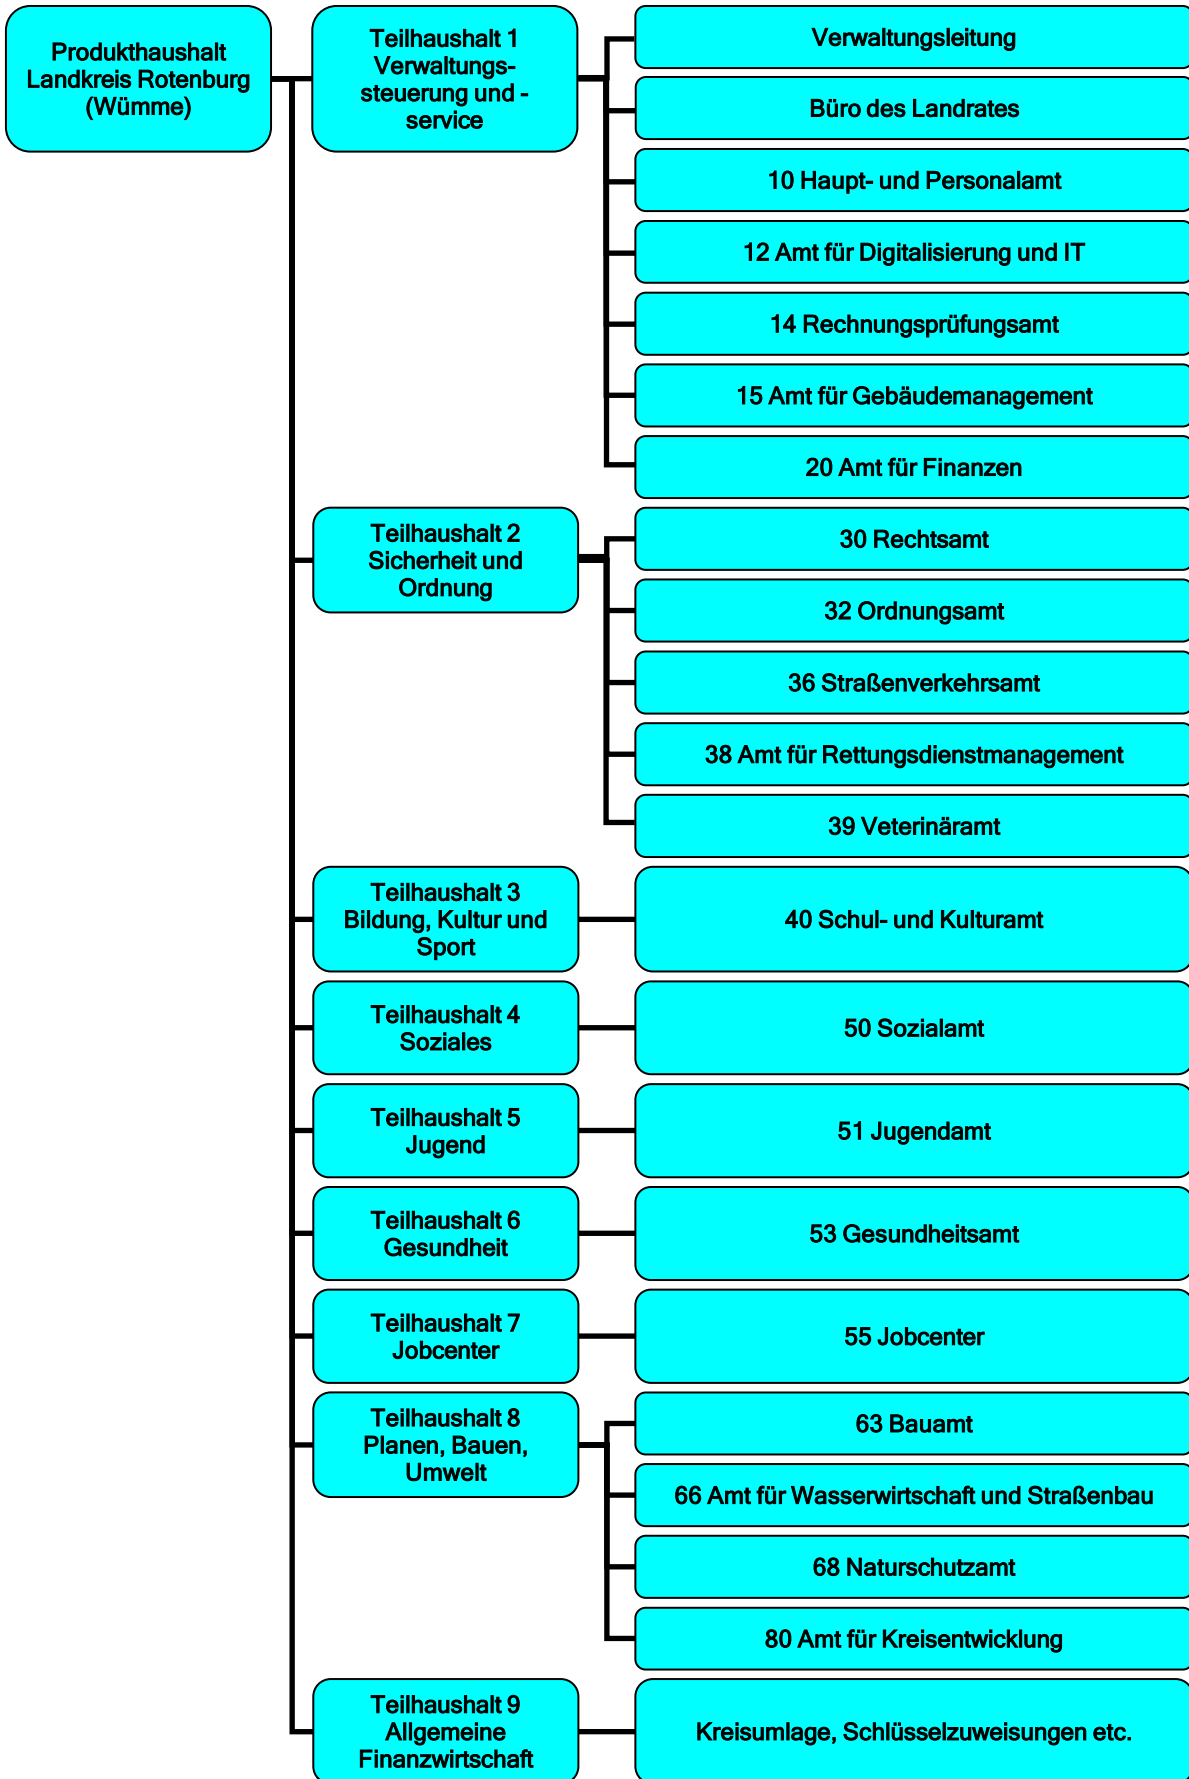 Produkthaushalt
Landkreis Rotenburg
(Wümme)
Teilhaushalt 1
Verwaltungs-
steuerung und -
service
Verwaltungsleitung
Büro des Landrates
10 Haupt- und Personalamt
12 Amt für Digitalisierung und IT
14 Rechnungsprüfungsamt
15 Amt für Gebäudemanagement
20 Amt für Finanzen
Teilhaushalt 2
Sicherheit und
Ordnung
30 Rechtsamt
32 Ordnungsamt
36 Straßenverkehrsamt
38 Amt für Rettungsdienstmanagement
39 Veterinäramt
Teilhaushalt 3
Bildung, Kultur und
Sport
40 Schul- und Kulturamt
Teilhaushalt 4
Soziales
50 Sozialamt
Teilhaushalt 5
Jugend
51 Jugendamt
Teilhaushalt 6
Gesundheit
53 Gesundheitsamt
Teilhaushalt 7
Jobcenter
55 Jobcenter
Teilhaushalt 8
Planen, Bauen,
Umwelt
63 Bauamt
66 Amt für Wasserwirtschaft und Straßenbau
68 Naturschutzamt
80 Amt für Kreisentwicklung
Teilhaushalt 9
Allgemeine
Finanzwirtschaft
Kreisumlage, Schlüsselzuweisungen etc.